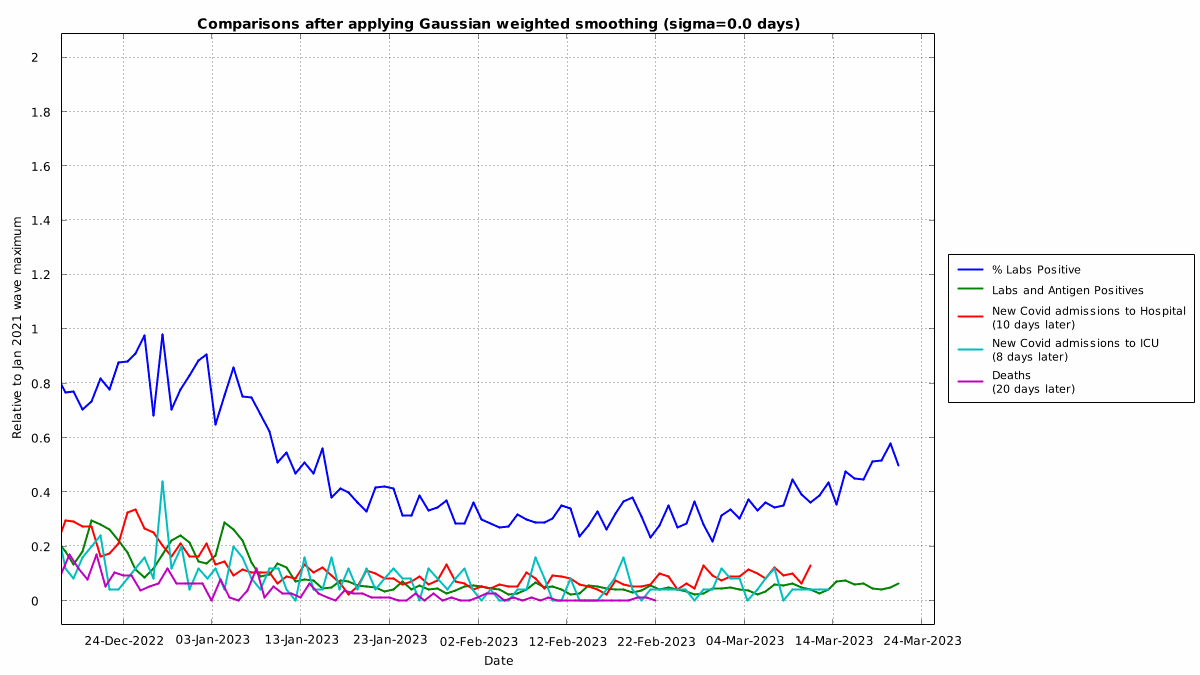 Comparisons after applying Gaussian weighted smoothing (sigma=0.0 days)
Relative to Jan 2021 wave maximum
2
1.8
1.6
1.4
1.2
1
0.8
0.6
0.4
0.2
0
24-Dec-2022 03-Jan-2023 13-Jan-2023 23-Jan-2023 02-Feb-2023 12-Feb-2023 22-Feb-2023 04-Mar-2023 14-Mar-2023 24-Mar-2023
Date
% Labs Positive
Labs and Antigen Positives
New Covid admissions to Hospital
(10 days later)
New Covid admissions to ICU
(8 days later)
Deaths
(20 days later)